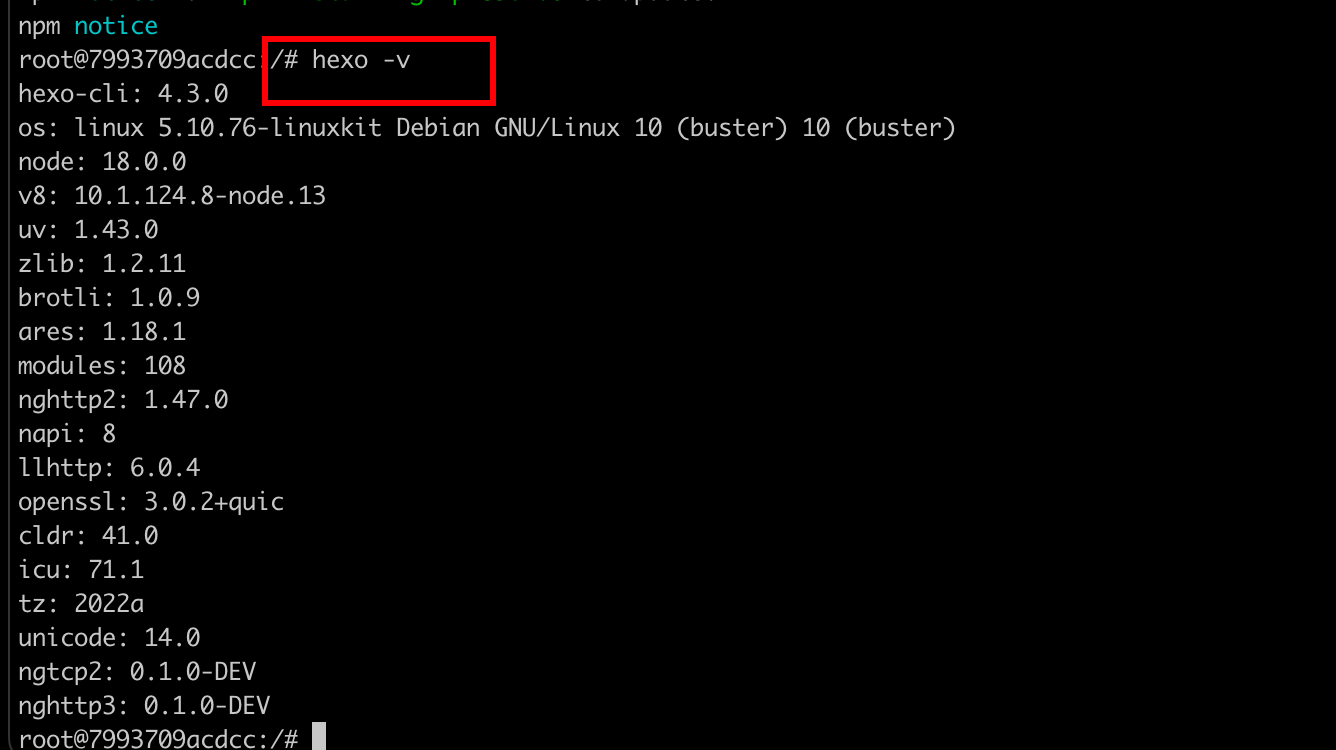 npm notice
root@7993709acdcc:/# hexo -v
hexo-cli: 4.3.0
os: linux 5.10.76-linuxkit Debian GNU/Linux 10 (buster) 10 (buster)
node: 18.0.0
v8: 10.1.124.8-node.13
uv: 1.43.0
zlib: 1.2.11
brotli: 1.0.9
ares: 1.18.1
modules: 108
nghttp2: 1.47.0
napi: 8
llhttp: 6.0.4
openssl: 3.0.2+quic
cldr: 41.0
icu: 71.1
tz: 2022a
unicode: 14.0
ngtcp2: 0.1.0-DEV
nghttp3: 0.1.0-DEV
root@7993709acdcc:/#